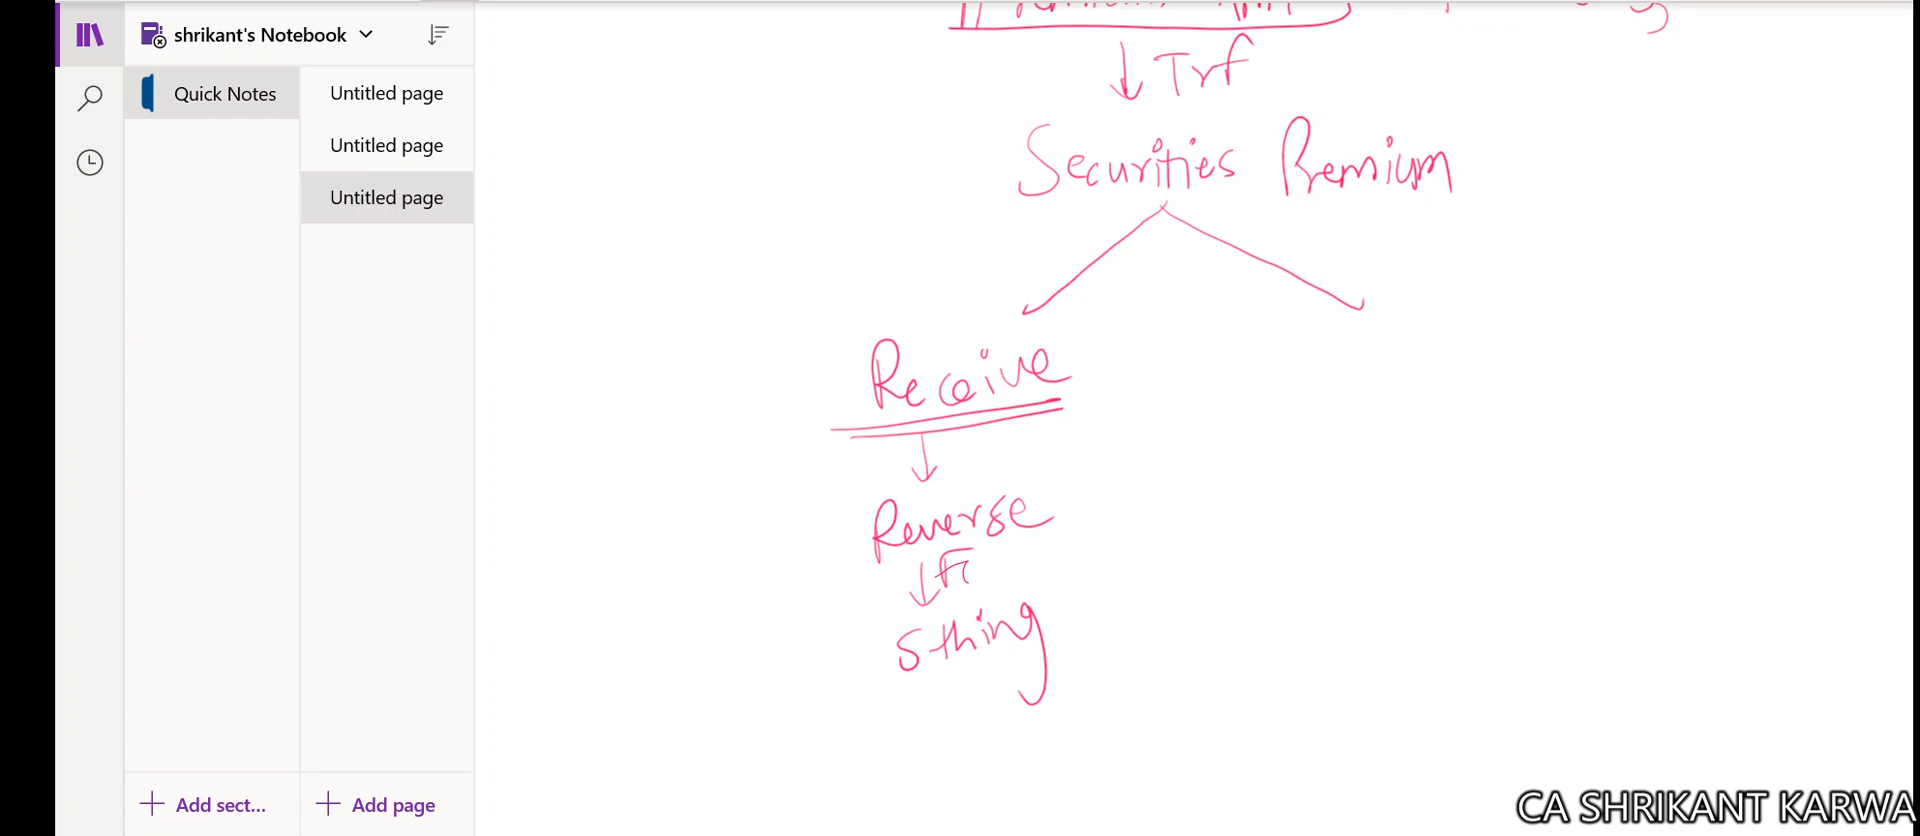 shrikant's Notebook
Quick Notes
Untitled page
Untitled page
Untitled page
Add sect...
Add page
Trf
Securities Premium
Receive
Reverse
Sthing
CA SHRIKANT KARWA